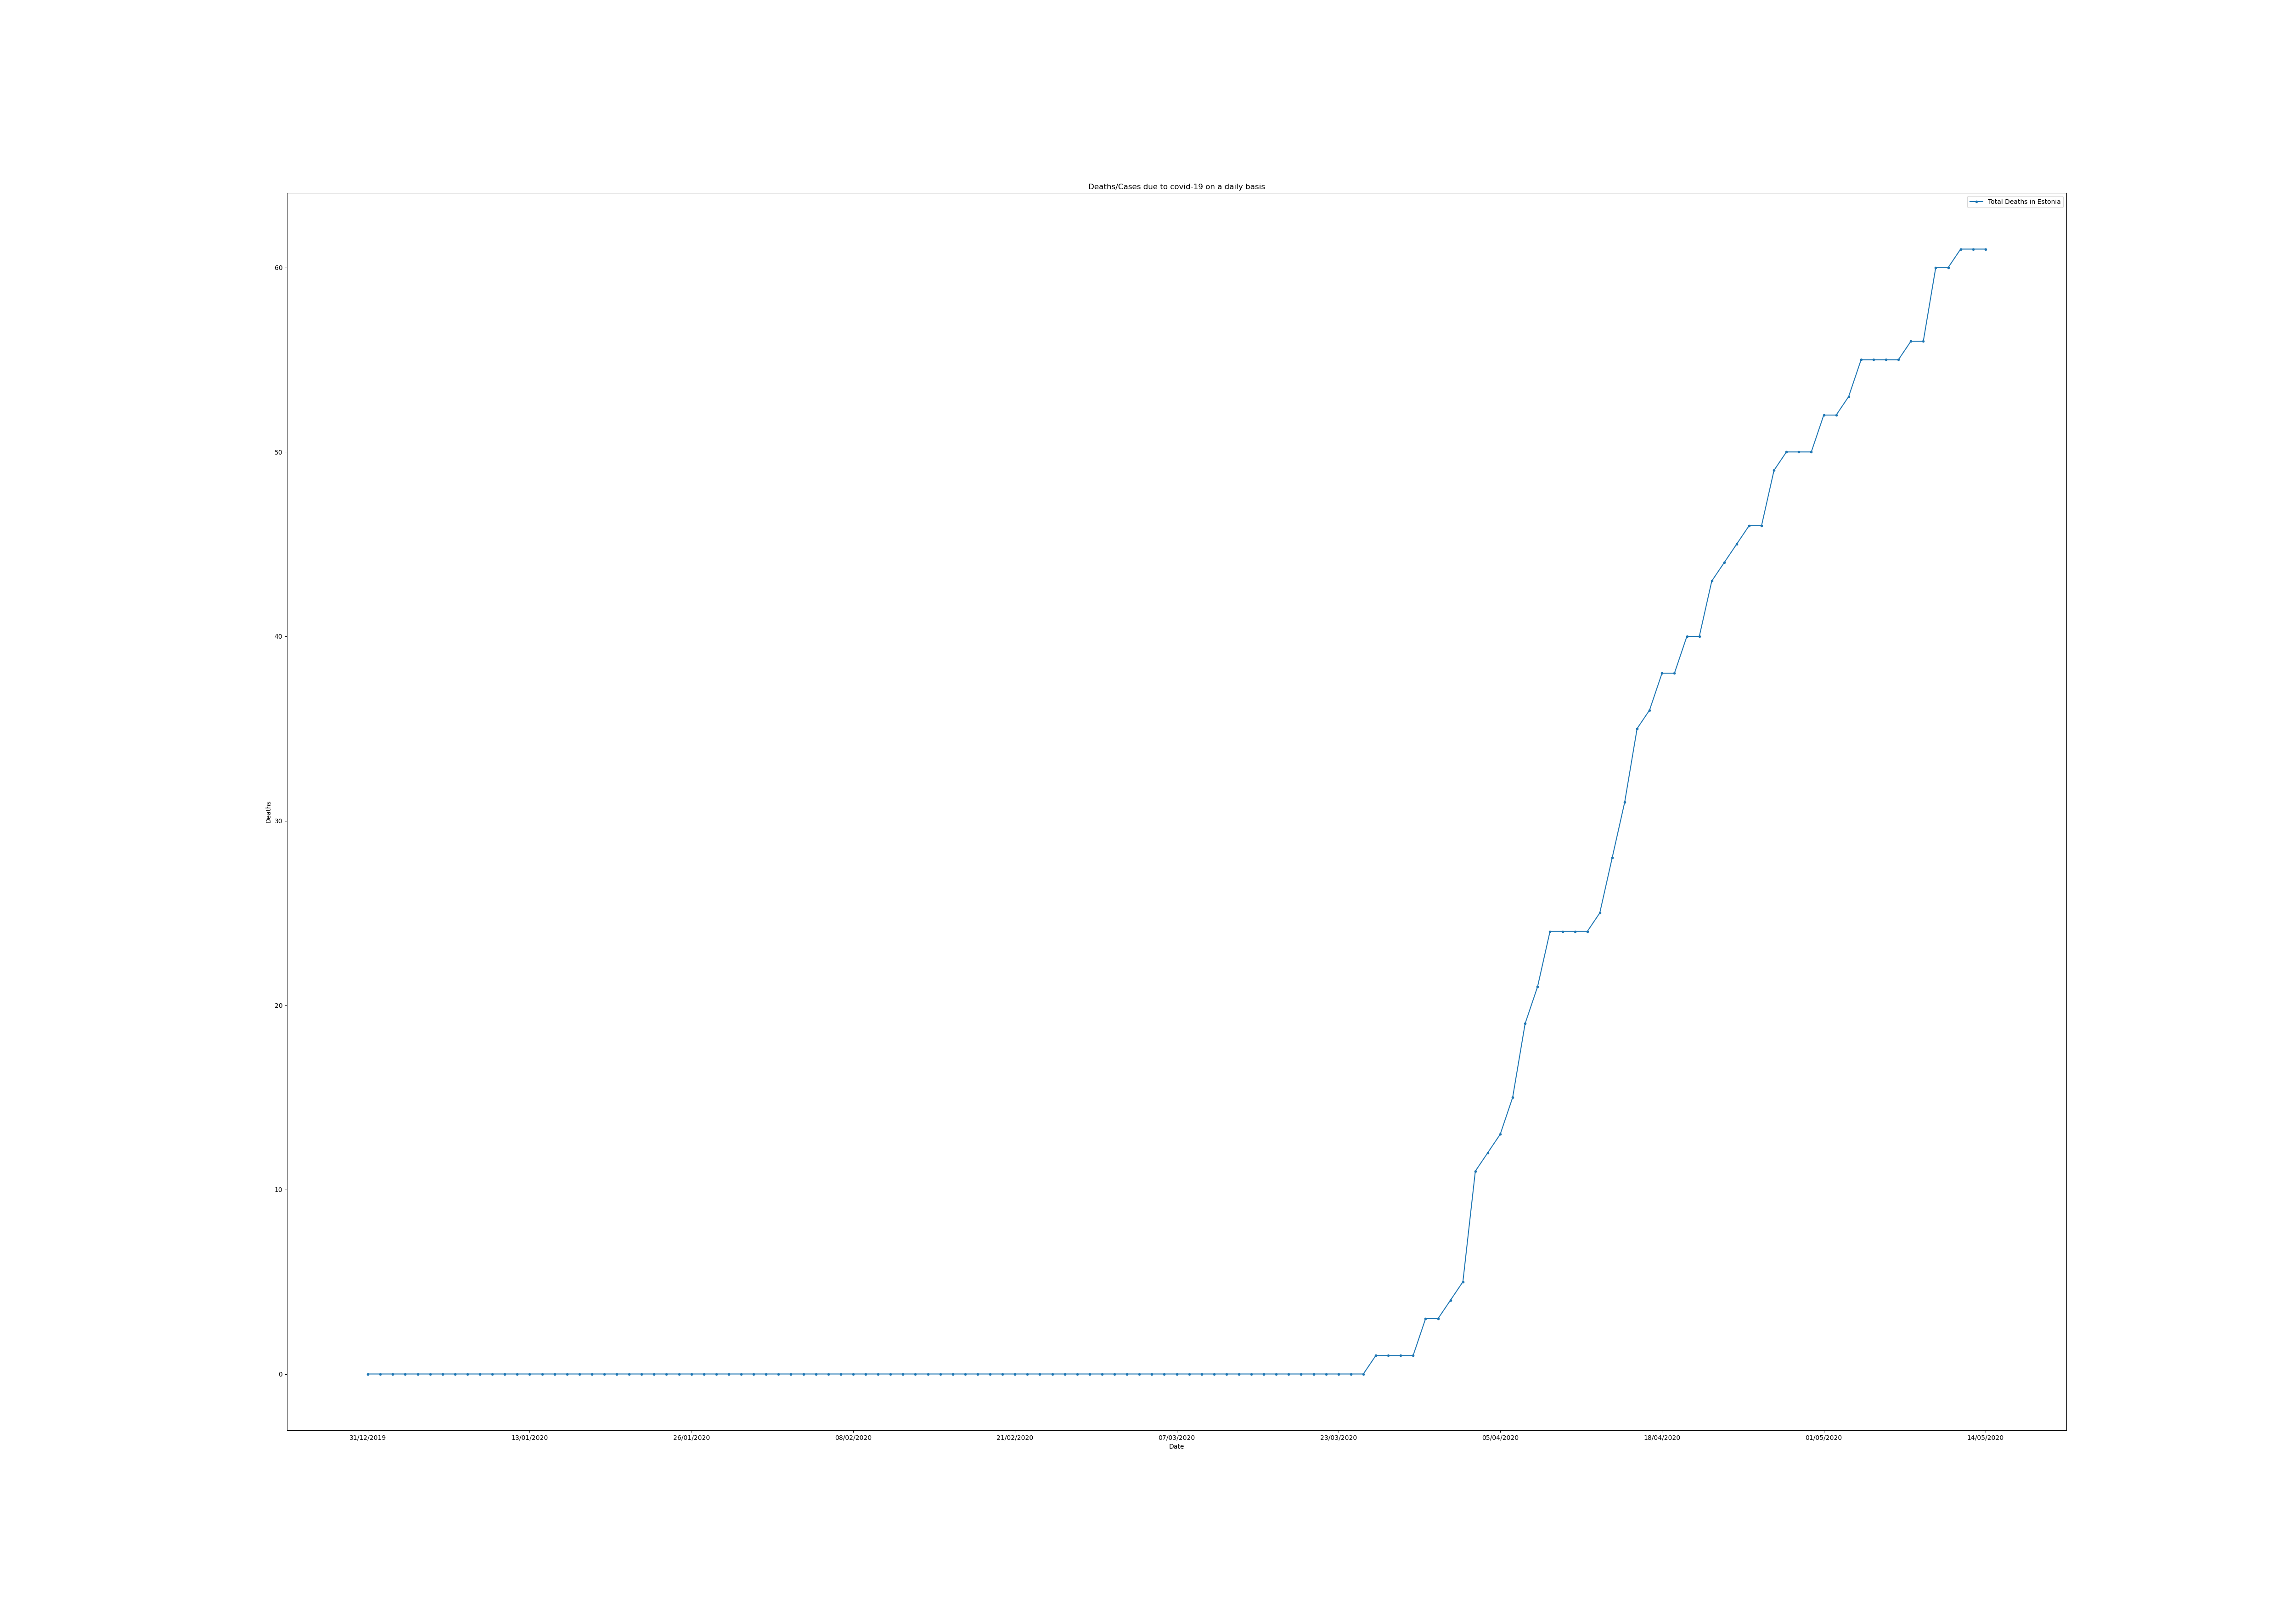 Deaths/Cases due to covid-19 on a daily basis
Total Deaths in Estonia
60
50
40
30
20
10
0
Deaths
31/12/2019 13/01/2020 26/01/2020 08/02/2020 21/02/2020 07/03/2020 23/03/2020 05/04/2020 18/04/2020 01/05/2020 14/05/2020
Date